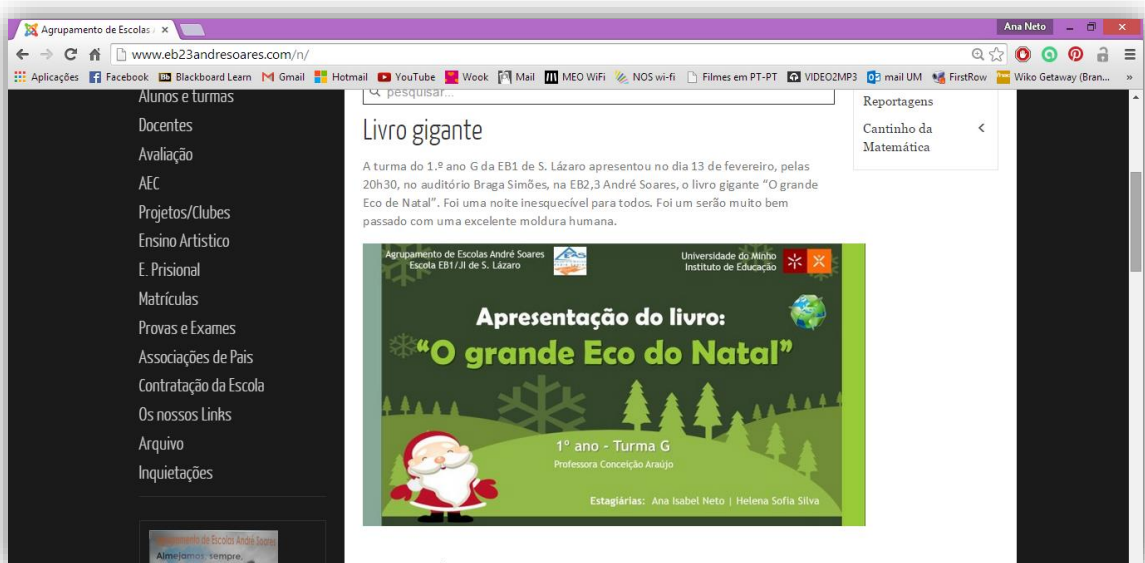 Agrupamento de Escolas
Ana Neto
www.eb23andresoares.com/n/
Aplicações Facebook Blackboard Learn Gmail Hotmail YouTube Wook Mail MEO WiFi NOS wi-fi Filmes em PT-PT VIDEO2MP3 mail UM FirstRow Wiko Getaway (Bran... »
Alunos e turmas
Docentes
Avaliação
AEC
Projetos/Clubes
Ensino Artistico
E. Prisional
Matrículas
Provas e Exames
Associações de Pais
Contratação da Escola
Os nossos Links
Arquivo
Inquietações
Agrupamento de Escolas André Soares
Almejamos, sempre,
pesquisar...
Livro gigante
A turma do 1.º ano G da EB1 de S. Lázaro apresentou no dia 13 de fevereiro, pelas
20h30, no auditório Braga Simões, na EB2,3 André Soares, o livro gigante “O grande
Eco de Natal”. Foi uma noite inesquecível para todos. Foi um serão muito bem
passado com uma excelente moldura humana.
Agrupamento de Escolas André Soares
Escola EB1/JI de S. Lázaro
Universidade do Minho
Instituto de Educação
Apresentação do livro:
“O grande Eco do Natal”
1º ano - Turma G
Professora Conceição Araújo
Estagiárias: Ana Isabel Neto | Helena Sofia Silva
Reportagens
Cantinho da
Matemática